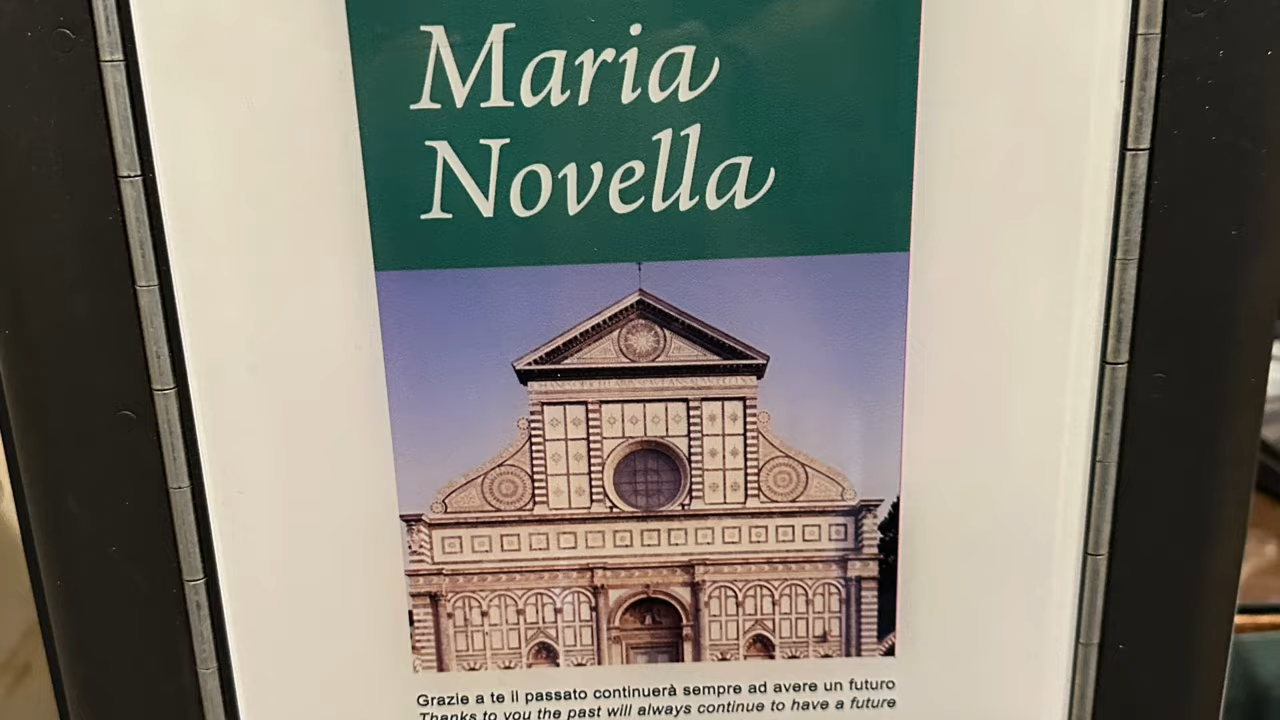 Maria
Novella
Grazie a te il passato continuerà sempre ad avere un futuro
Thanks to you the past will always continue to have a future